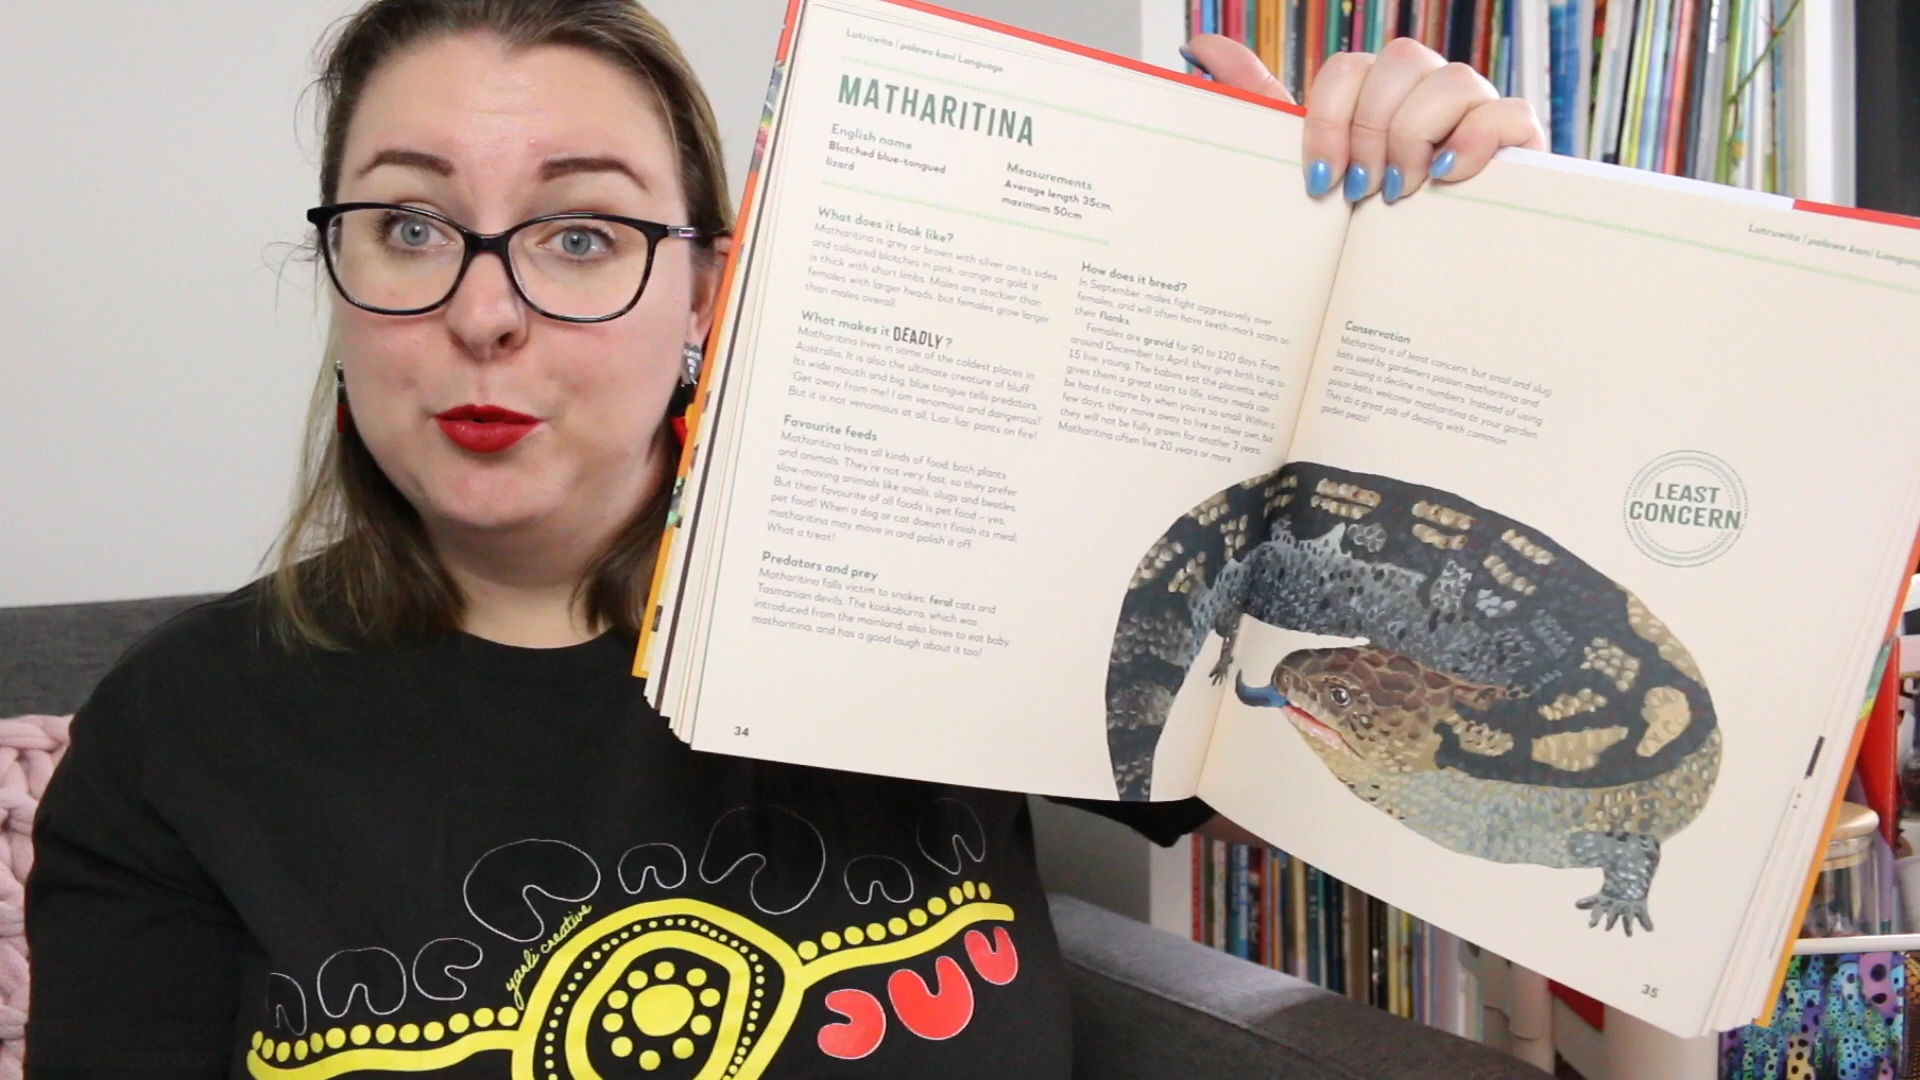 Lutruwita | palawa kani Language
MATHARITINA
English name
Blotched blue-tongued
lizard
Measurements
Average length 35cm,
maximum 50cm
What does it look like?
Matharitina is grey or brown with silver on its sides
and coloured blotches in pink, orange or gold. It
is thick with short limbs. Males are stockier than
females with larger heads, but females grow larger
than males overall.
What makes it DEADLY?
Matharitina lives in some of the coldest places in
Australia. It is also the ultimate creature of bluff.
Its wide mouth and big, blue tongue tells predators,
'Get away from me! I am venomous and dangerous!'
But it is not venomous at all. Liar, liar, pants on fire!
Favourite feeds
Matharitina loves all kinds of food, both plants
and animals. They're not very fast, so they prefer
slow-moving animals like snails, slugs and beetles.
But their favourite of all foods is pet food – yes,
pet food! When a dog or cat doesn't finish its meal,
matharitina may move in and polish it off.
What a treat!
Predators and prey
Matharitina falls victim to snakes, feral cats and
Tasmanian devils. The kookaburra, which was
introduced from the mainland, also loves to eat baby
matharitina, and has a good laugh about it too!
34
How does it breed?
In September, males fight aggressively over
females, and will often have teeth-mark scars on
their flanks.
Females are gravid for 90 to 120 days. From
around December to April, they give birth to up to
15 live young. The babies eat the placenta, which
gives them a great start to life, since meals can
be hard to come by when you're so small. Within a
few days, they move away to live on their own, but
they will not be fully grown for another 3 years.
Matharitina often live 20 years or more.
Lutruwita | palawa kani Language
Conservation
Matharitina is of least concern, but snail and slug
baits used by gardeners poison matharitina and
are causing a decline in numbers. Instead of using
poison baits, welcome matharitina to your garden.
They do a great job of dealing with common
garden pests!
LEAST
CONCERN
35
yarli creative